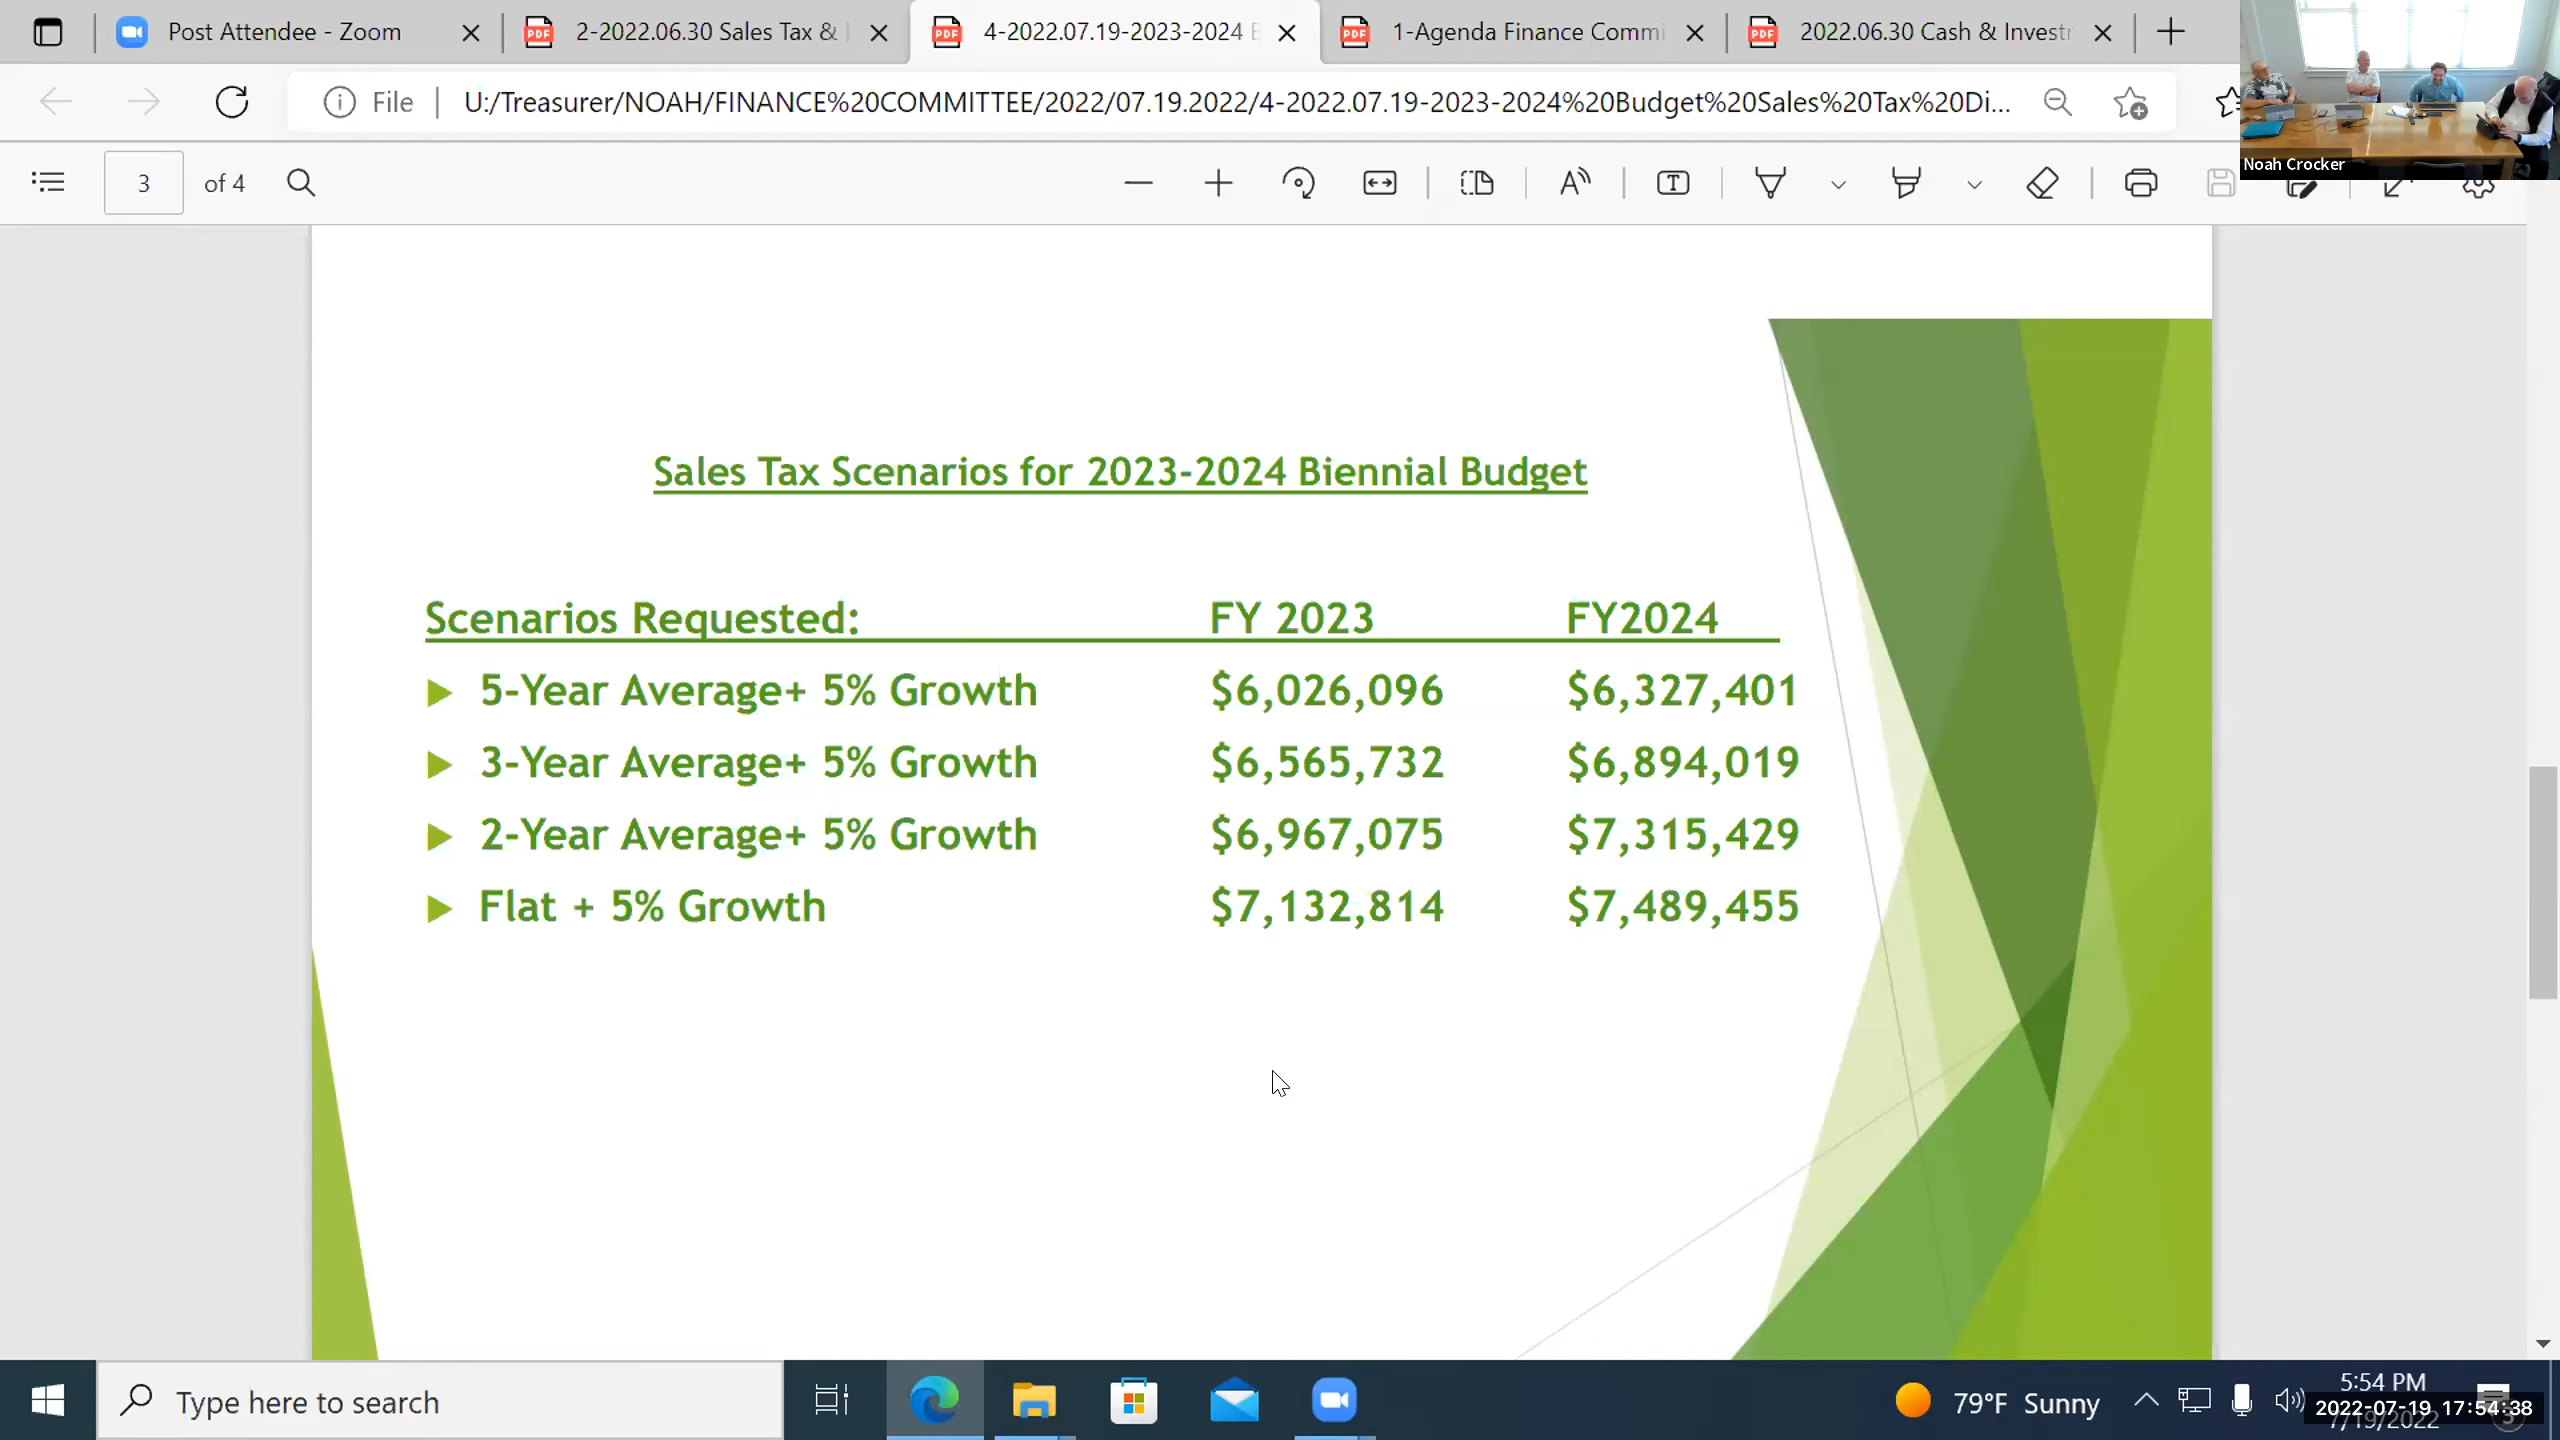 Post Attendee - Zoom
2-2022.06.30 Sales Tax &
4-2022.07.19-2023-2024
1-Agenda Finance Commi
2022.06.30 Cash & Invest
File
U:/Treasurer/NOAH/FINANCE%20COMMITTEE/2022/07.19.2022/4-2022.07.19-2023-2024%20Budget%20Sales%20Tax%20Di...
Noah Crocker
3 of 4
Sales Tax Scenarios for 2023-2024 Biennial Budget
Scenarios Requested: FY 2023 FY2024
5-Year Average+ 5% Growth $6,026,096 $6,327,401
3-Year Average+ 5% Growth $6,565,732 $6,894,019
2-Year Average+ 5% Growth $6,967,075 $7,315,429
Flat + 5% Growth $7,132,814 $7,489,455
Type here to search
79°F Sunny
5:54 PM
2022-07-19 17:54:38
7/19/2022